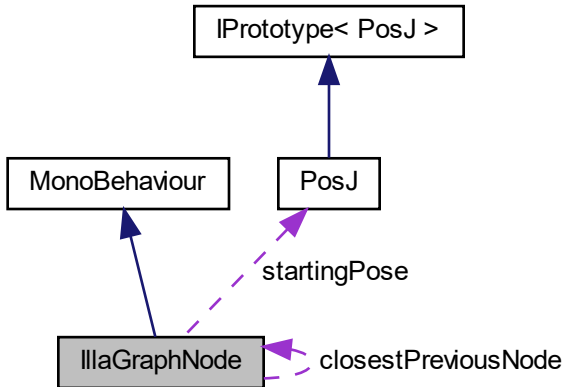 IPrototype< PosJ >
MonoBehaviour
PosJ
startingPose
IllaGraphNode
closestPreviousNode